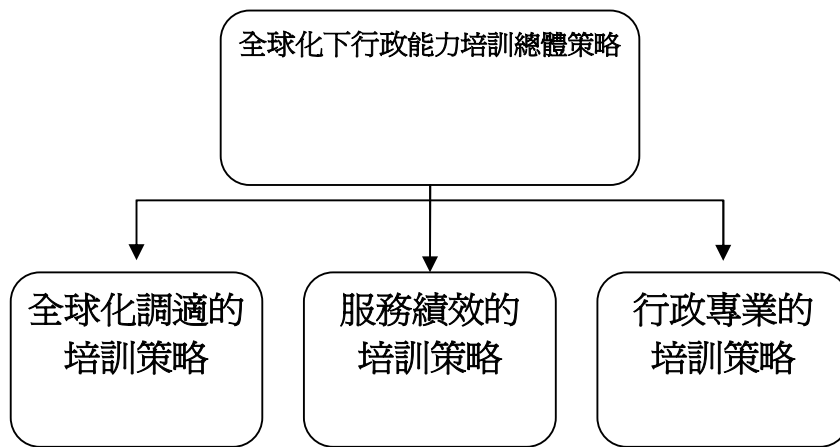 全球化下行政能力培訓總體策略
全球化調適的
培訓策略
服務績效的
培訓策略
行政專業的
培訓策略